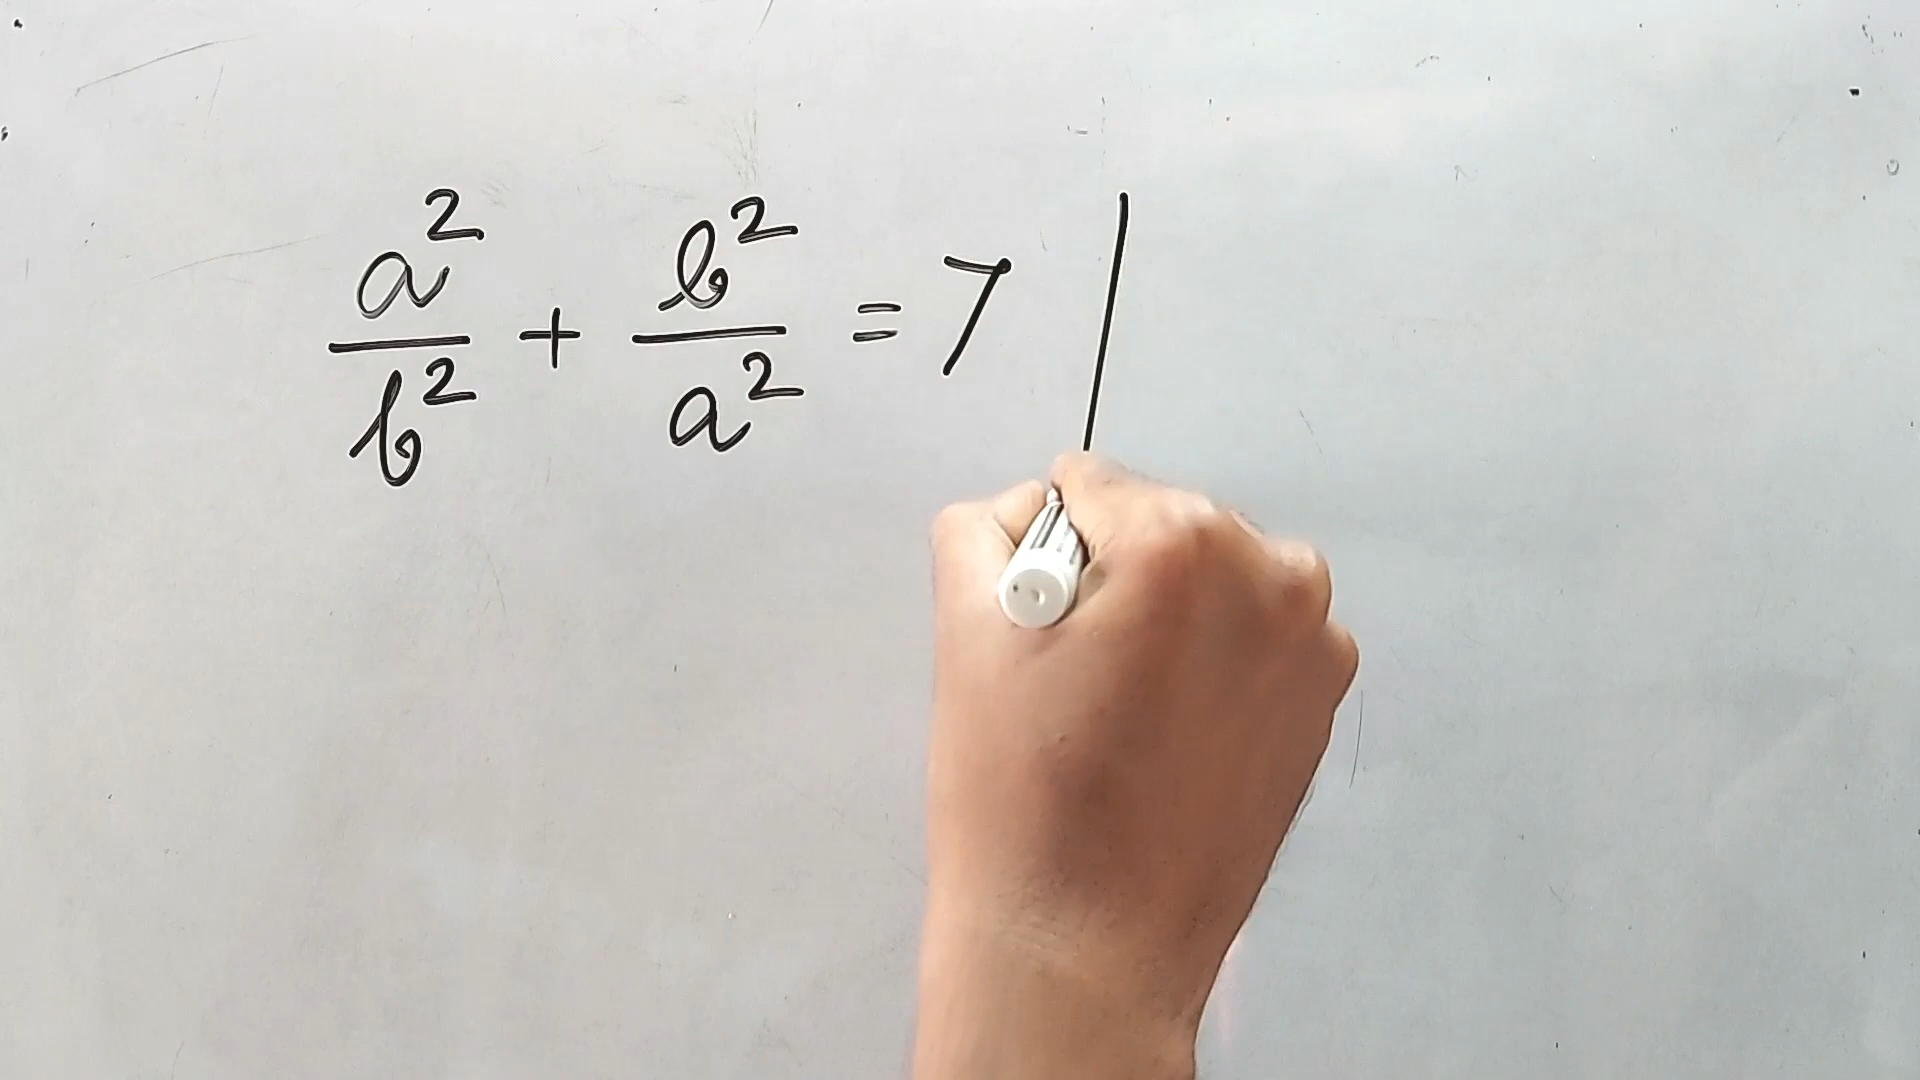 a²/b² + b²/a² = 7